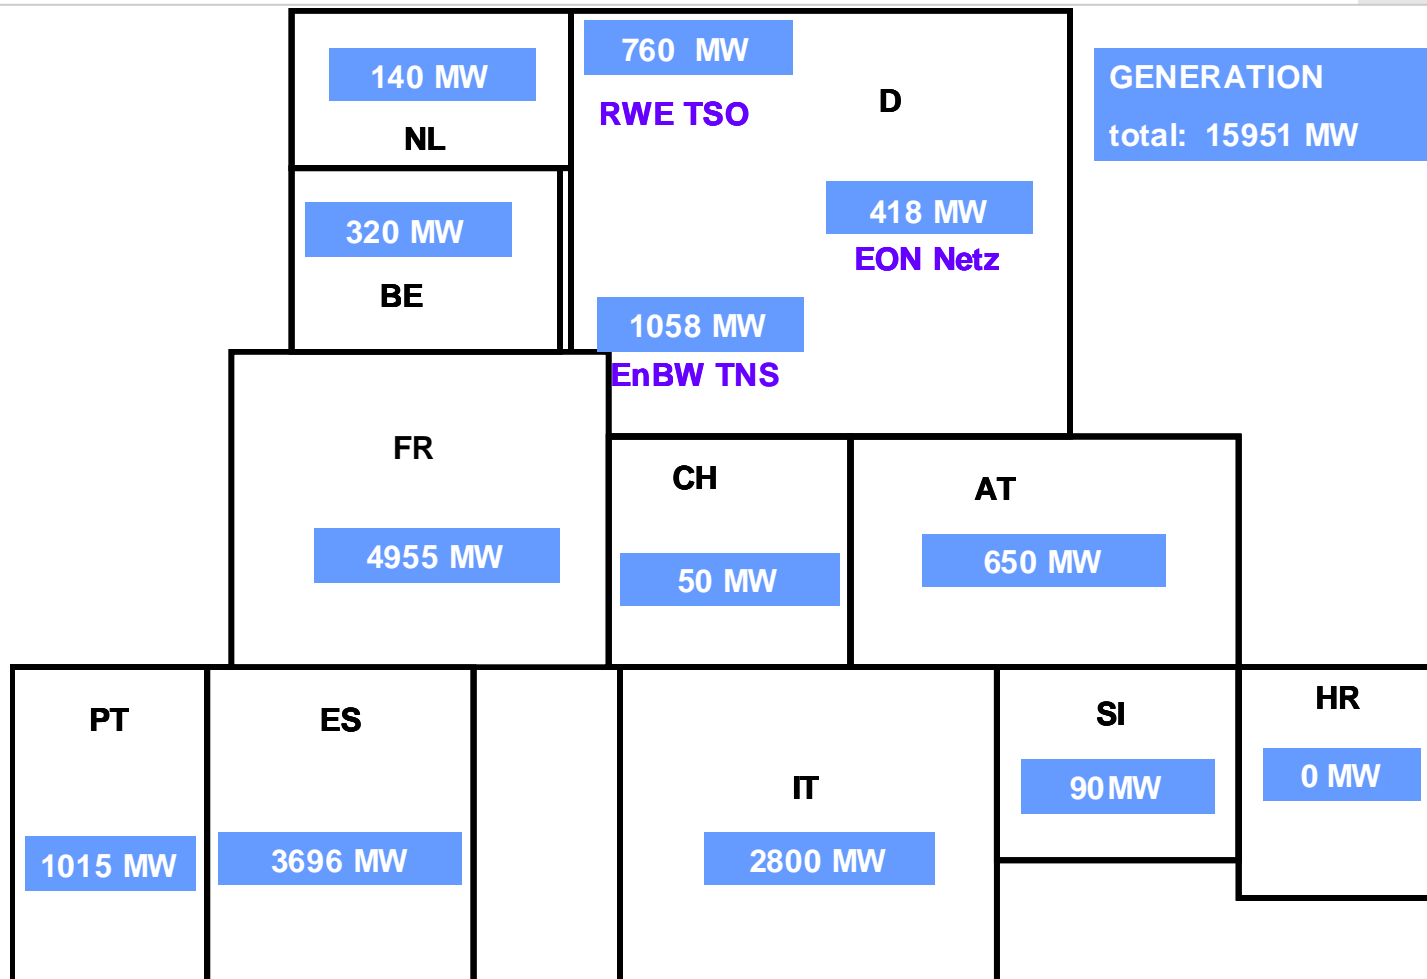 760 MW
140 MW
RWE TSO
D
GENERATION
total: 15951 MW
NL
320 MW
418 MW
EON Netz
BE
1058 MW
EnBW TNS
FR
CH
AT
4955 MW
50 MW
650 MW
PT
ES
SI
HR
IT
90MW
0 MW
1015 MW
3696 MW
2800 MW